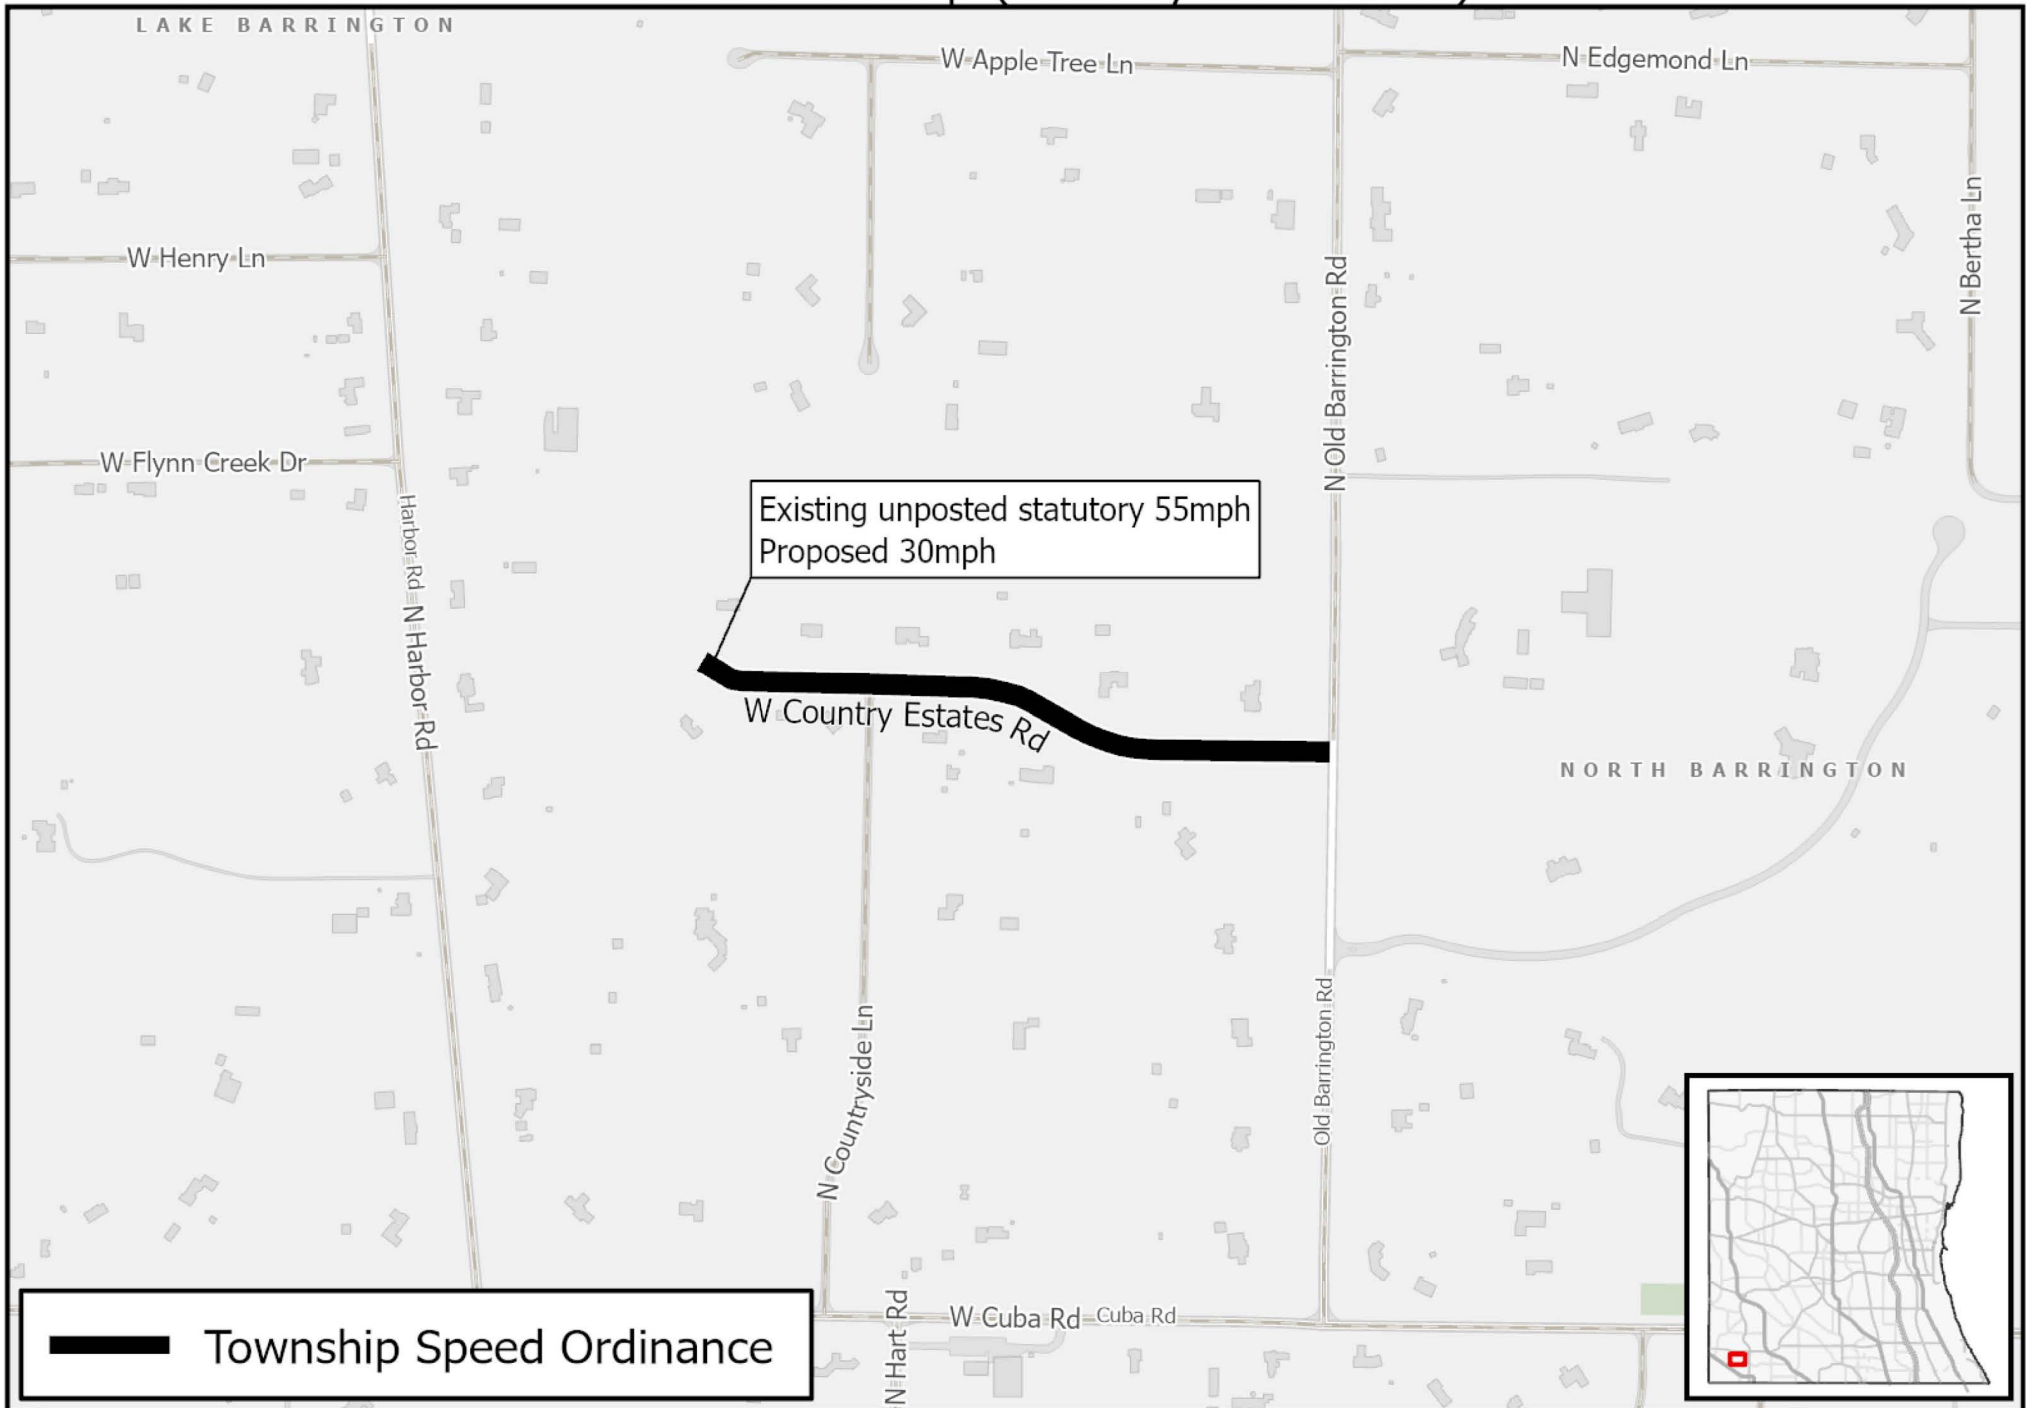 LAKE BARRINGTON
W Apple Tree Ln
N Edgemond Ln
N Bertha Ln
W Henry Ln
N Old Barrington Rd
W Flynn Creek Dr
Harbor Rd
N Harbor Rd
Existing unposted statutory 55mph
Proposed 30mph
W Country Estates Rd
NORTH BARRINGTON
N Countryside Ln
Old Barrington Rd
N Hart Rd
W Cuba Rd
Cuba Rd
Township Speed Ordinance